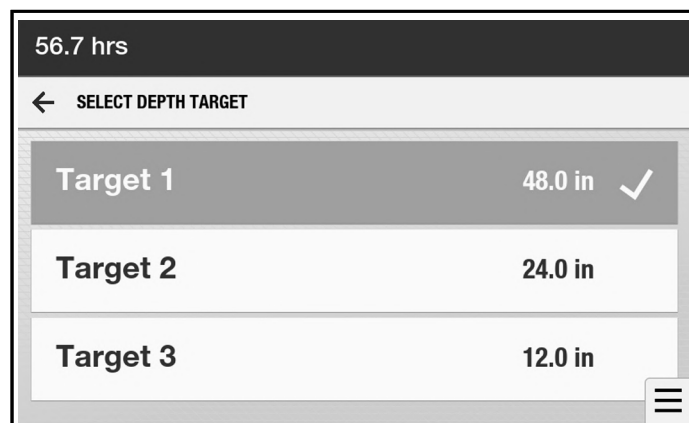 56.7 hrs
SELECT DEPTH TARGET
Target 1 48.0 in
Target 2 24.0 in
Target 3 12.0 in